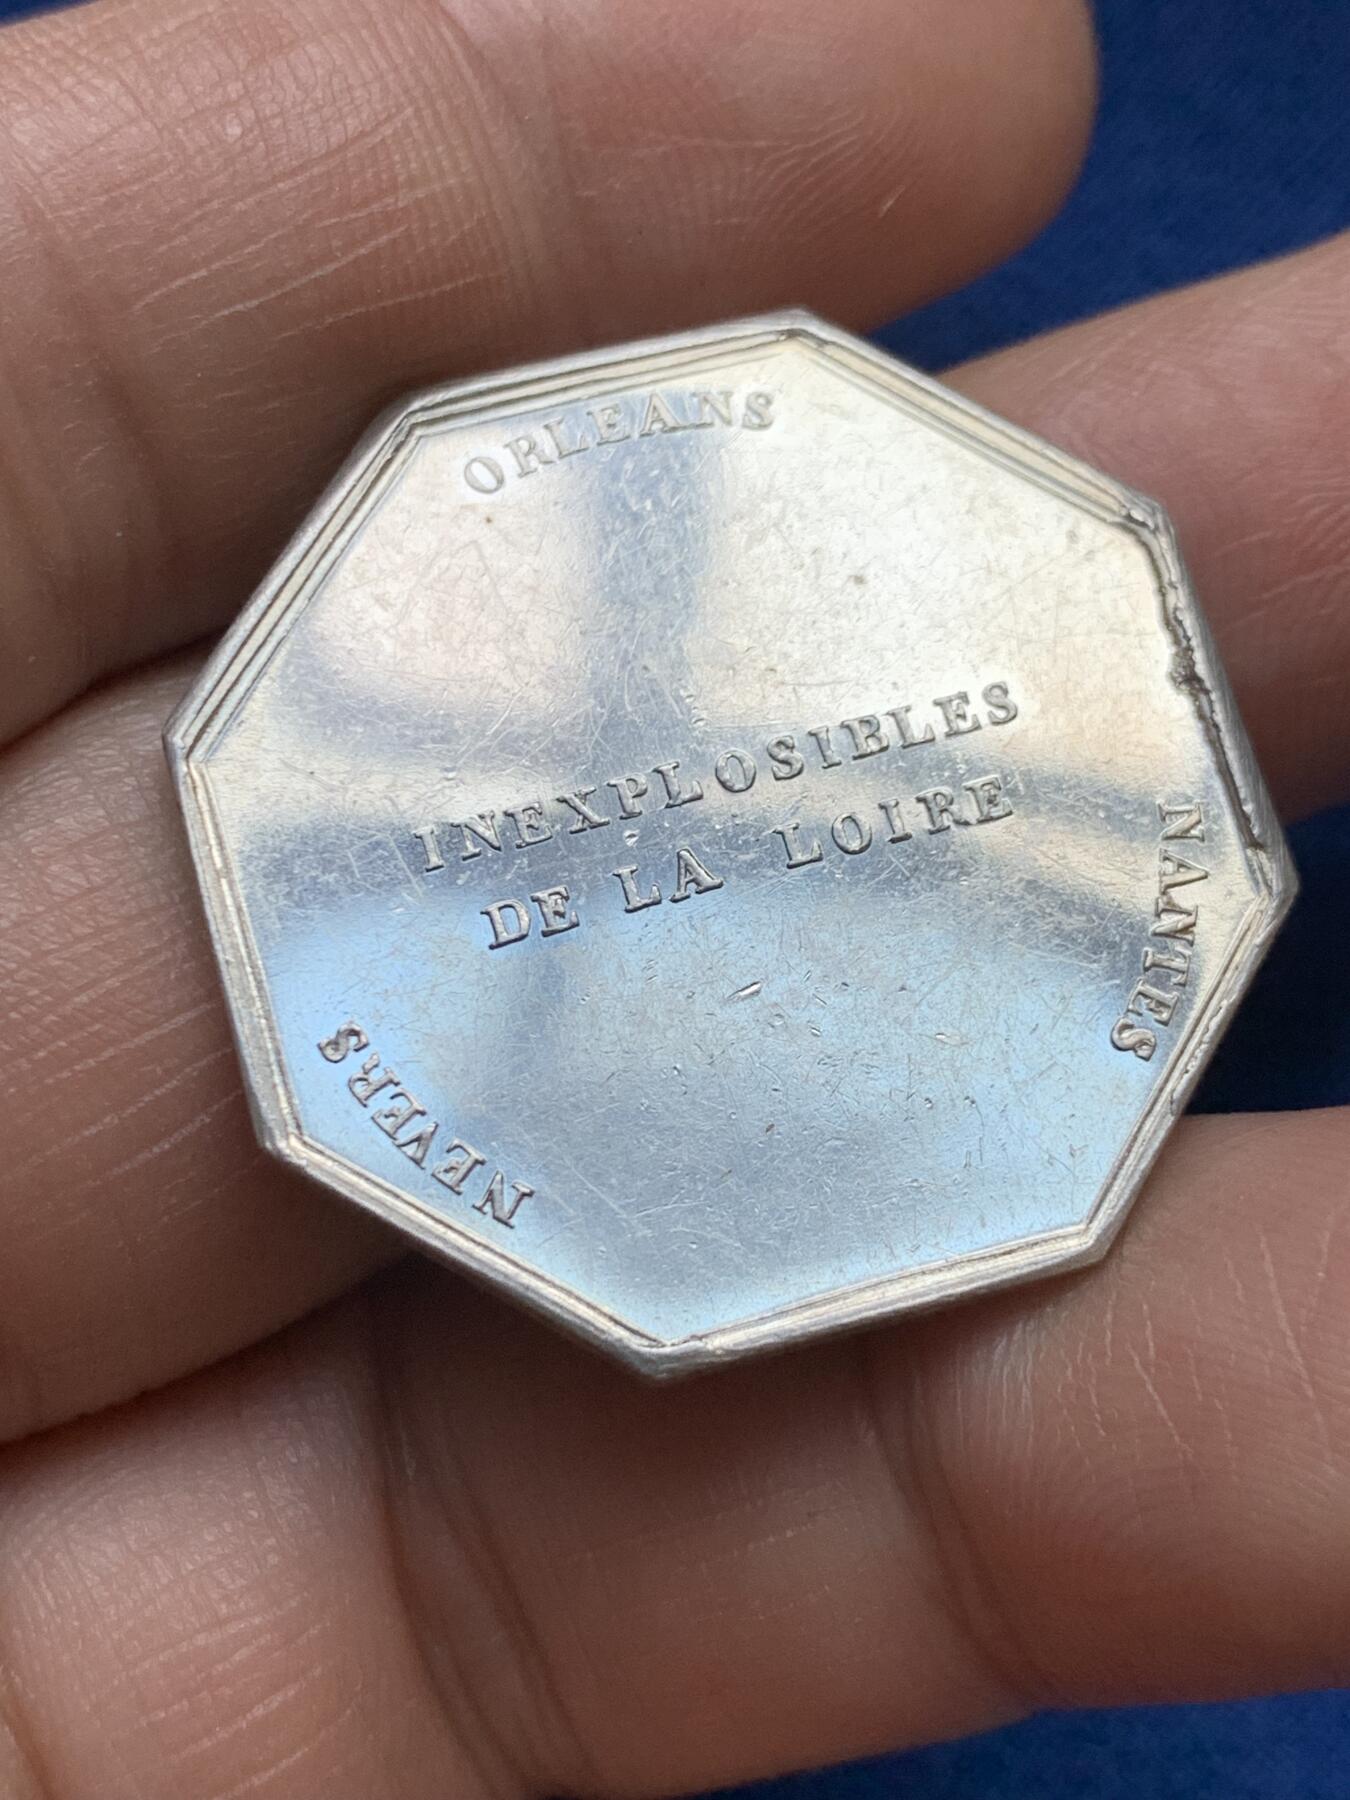 ORLEANS
INEXPLOSIBLES
DE LA LOIRE
NANTES
NEVERS